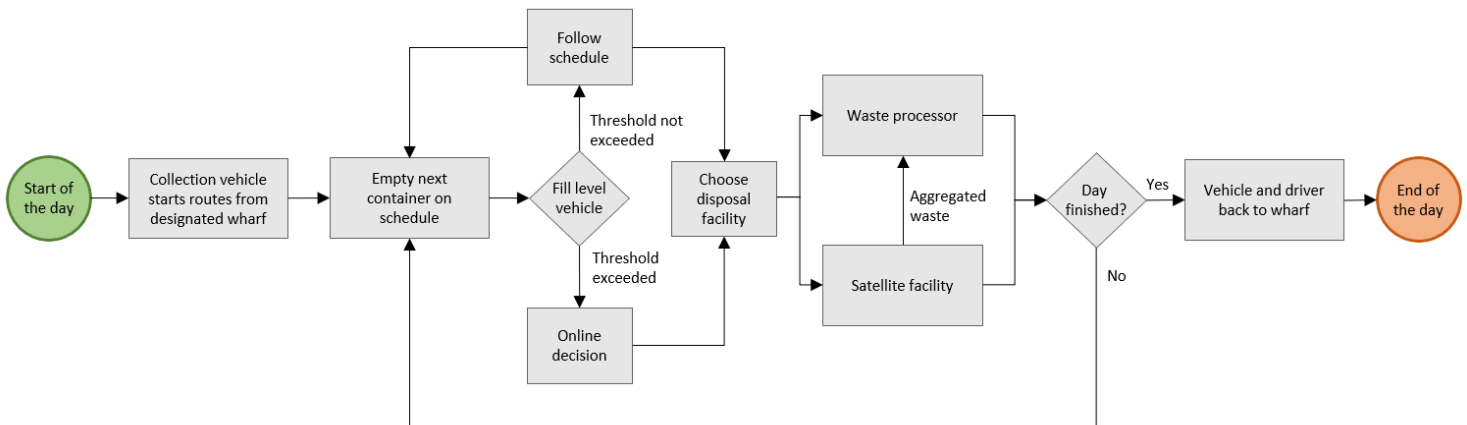 Start of
the day
Collection vehicle
starts routes from
designated wharf
Empty next
container on
schedule
Follow
schedule
Threshold not
exceeded
Fill level
vehicle
Threshold
exceeded
Online
decision
Choose
disposal
facility
Waste processor
Aggregated
waste
Satellite facility
Day
finished?
Yes
No
Vehicle and driver
back to wharf
End of
the day